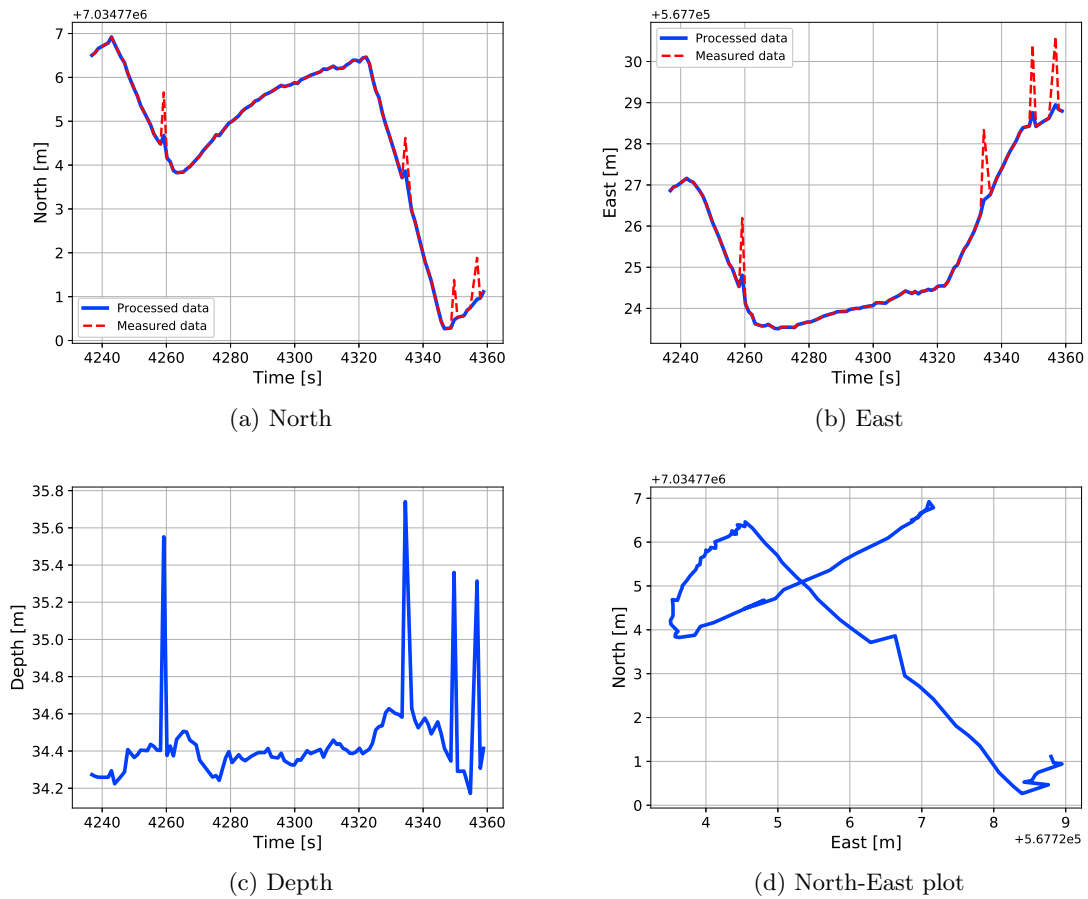 +7.03477e6
7
6
5
4
3
2
1
0
North [m]
Processed data
Measured data
4240 4260 4280 4300 4320 4340 4360
Time [s]
(a) North
+5.677e5
Processed data
Measured data
30
29
28
27
26
25
24
East [m]
4240 4260 4280 4300 4320 4340 4360
Time [s]
(b) East
35.8
35.6
35.4
35.2
35.0
34.8
34.6
34.4
34.2
Depth [m]
4240 4260 4280 4300 4320 4340 4360
Time [s]
(c) Depth
+7.03477e6
7
6
5
4
3
2
1
0
North [m]
4 5 6 7 8 9
East [m]
+5.6772e5
(d) North-East plot